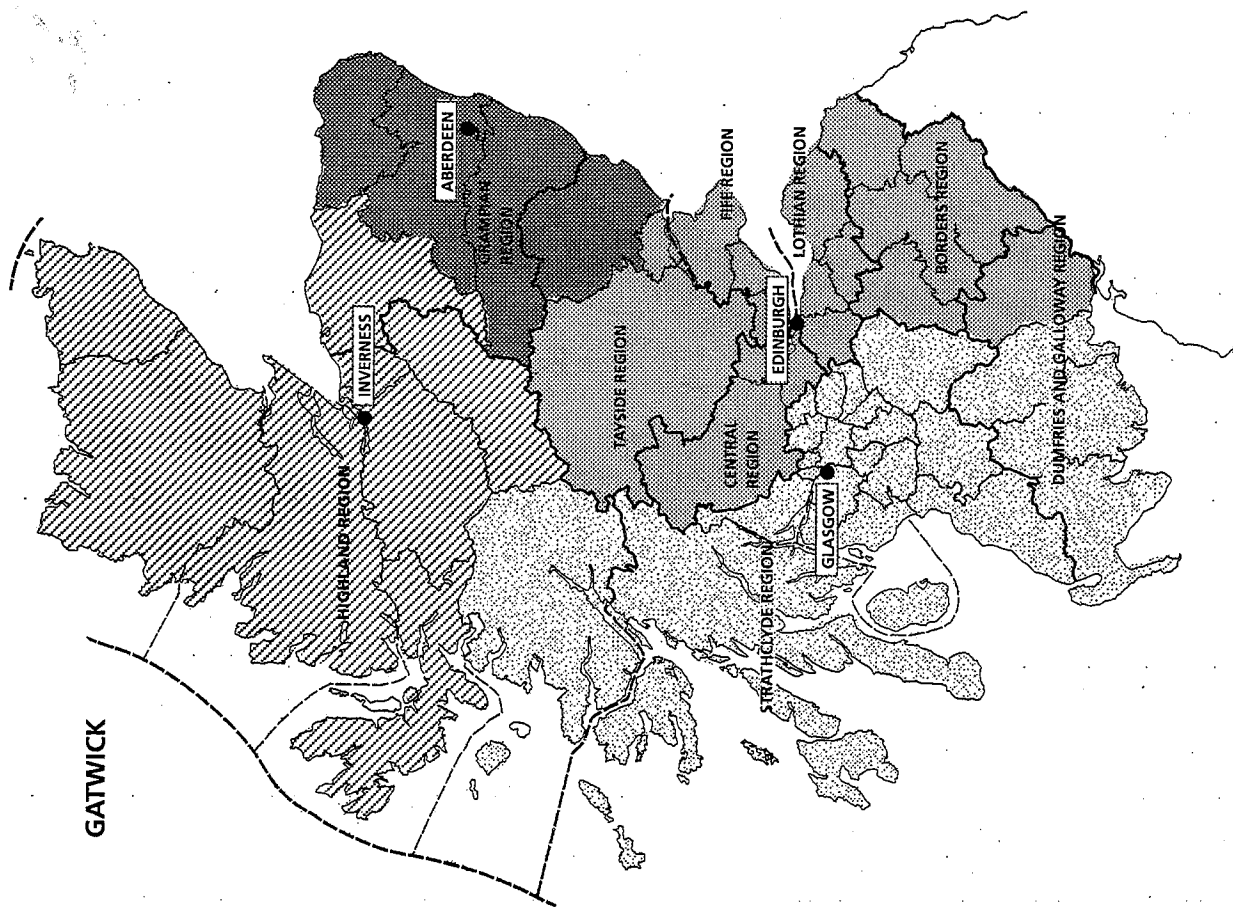 GATWICK
HIGHLAND REGION
INVERNESS
ABERDEEN
GRAMPIAN
REGION
TAYSIDE REGION
CENTRAL
REGION
FIFE REGION
EDINBURGH
LOTHIAN REGION
GLASGOW
STRATHCLYDE REGION
BORDERS REGION
DUMFRIES AND GALLOWAY REGION